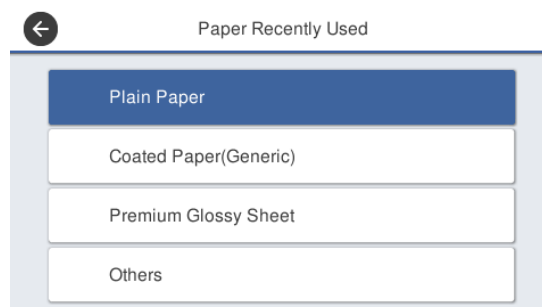 Paper Recently Used
Plain Paper
Coated Paper(Generic)
Premium Glossy Sheet
Others